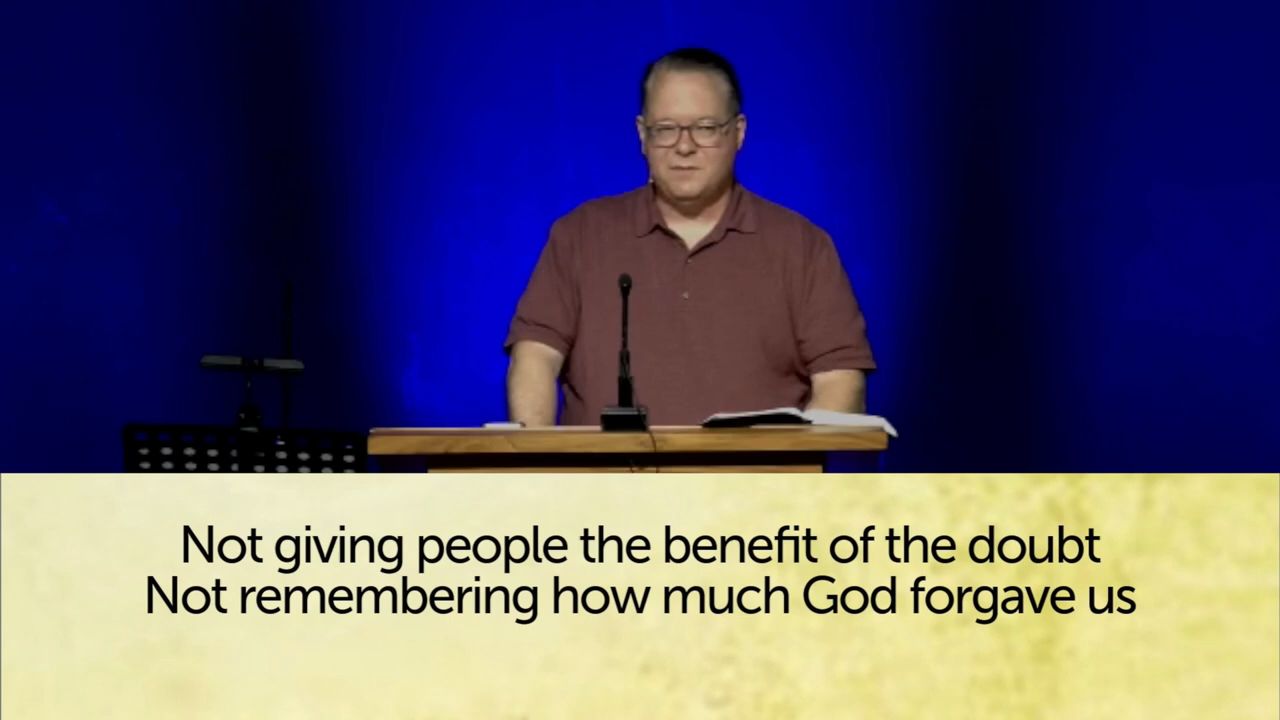 Not giving people the benefit of the doubt
Not remembering how much God forgave us